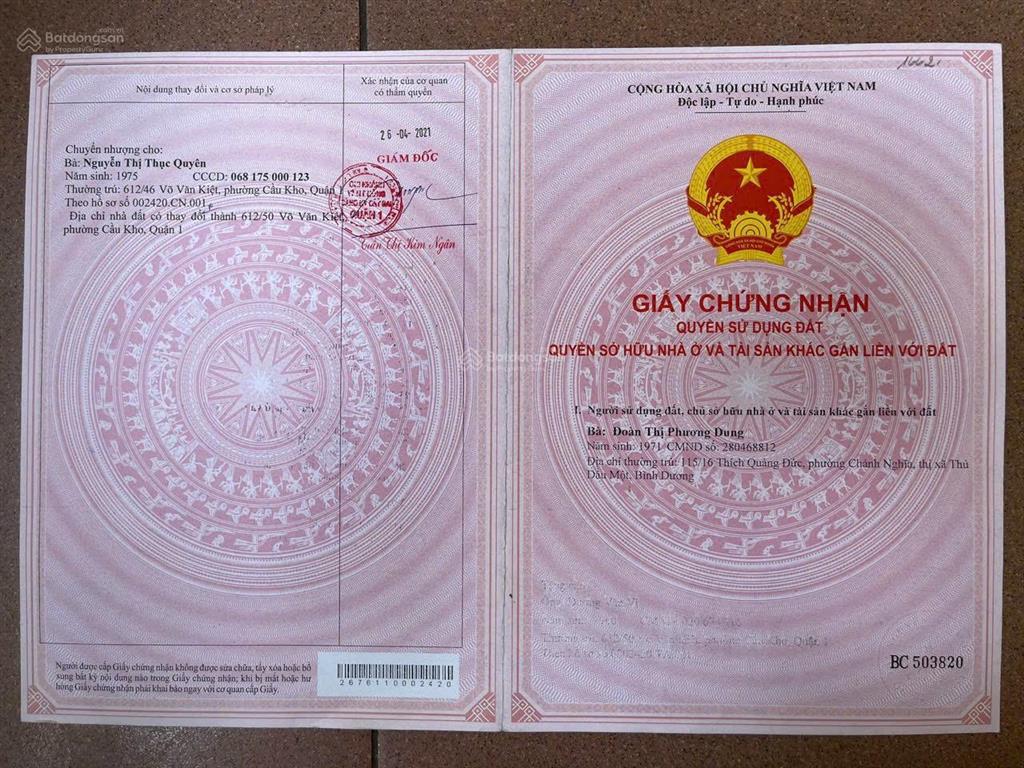 Batdongsan
by PropertyGuru
Nội dung thay đổi và cơ sở pháp lý
Xác nhận của cơ quan
có thẩm quyền
26 -04- 2021
GIÁM ĐỐC
Chuyển nhượng cho:
Bà: Nguyễn Thị Thục Quyên
Năm sinh: 1975 CCCD: 068 175 000 123
Thường trú: 612/46 Võ Văn Kiệt, phường Cầu Kho, Quận 1
Theo hồ sơ số 002420.CN.001
Địa chỉ nhà đất có thay đổi thành 612/50 Võ Văn Kiệt,
phường Cầu Kho, Quận 1
QUẬN 1
Trần Thị Kim Ngân
Người được cấp Giấy chứng nhận không được sửa chữa, tẩy xóa hoặc bổ
sung bất kỳ nội dung nào trong Giấy chứng nhận; khi bị mất hoặc hư
hỏng Giấy chứng nhận phải khai báo ngay với cơ quan cấp Giấy.
2676110002420
1662
CỘNG HÒA XÃ HỘI CHỦ NGHĨA VIỆT NAM
Độc lập - Tự do - Hạnh phúc
VIỆT NAM
GIẤY CHỨNG NHẬN
QUYỀN SỬ DỤNG ĐẤT
QUYỀN SỞ HỮU NHÀ Ở VÀ TÀI SẢN KHÁC GẮN LIỀN VỚI ĐẤT
Batdongsan
I. Người sử dụng đất, chủ sở hữu nhà ở và tài sản khác gắn liền với đất
Bà: Đoàn Thị Phương Dung
Năm sinh: 1971 CMND số: 280468812
Địa chỉ thường trú: 115/16 Thích Quảng Đức, phường Chánh Nghĩa, thị xã Thủ
Dầu Một, Bình Dương
BC 503820